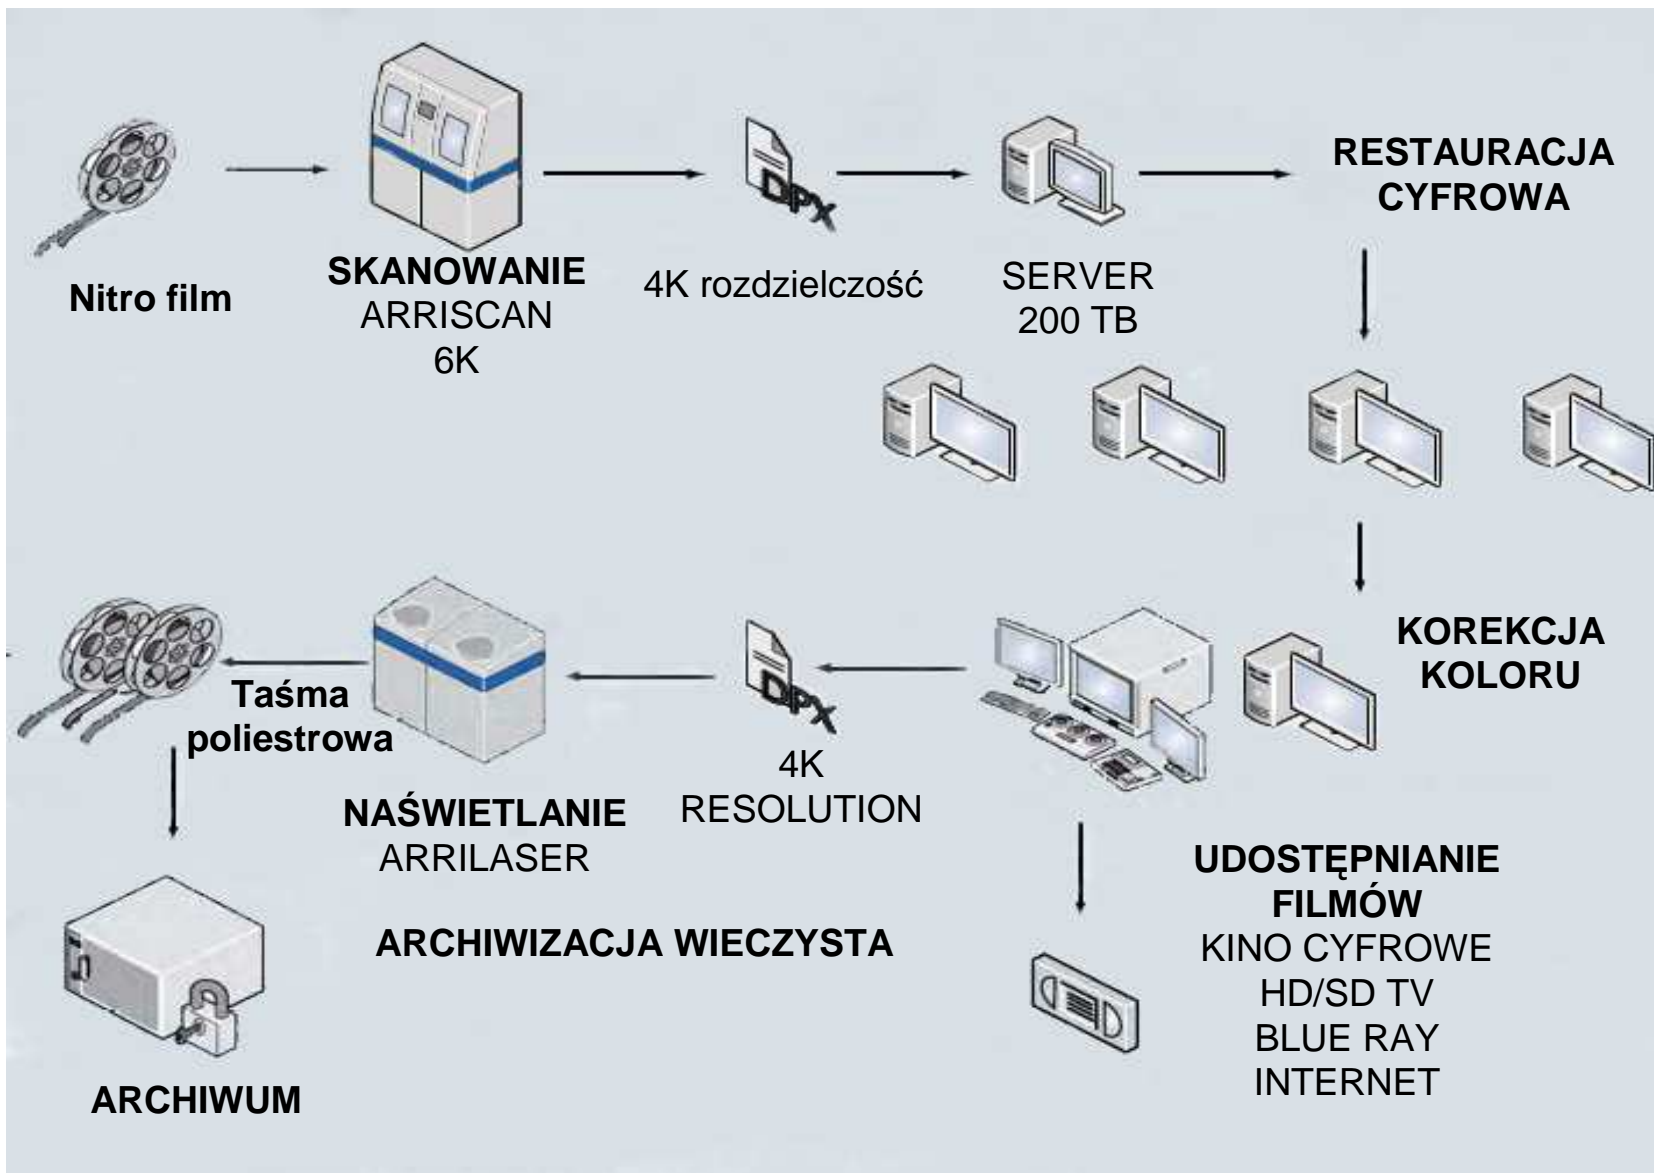 Nitro film
SKANOWANIE
ARRISCAN
6K
DPX
4K rozdzielczość
SERVER
200 TB
RESTAURACJA
CYFROWA
KOREKCJA
KOLORU
DPX
4K
RESOLUTION
NAŚWIETLANIE
ARRILASER
Taśma
poliestrowa
ARCHIWIZACJA WIECZYSTA
ARCHIWUM
UDOSTĘPNIANIE
FILMÓW
KINO CYFROWE
HD/SD TV
BLUE RAY
INTERNET